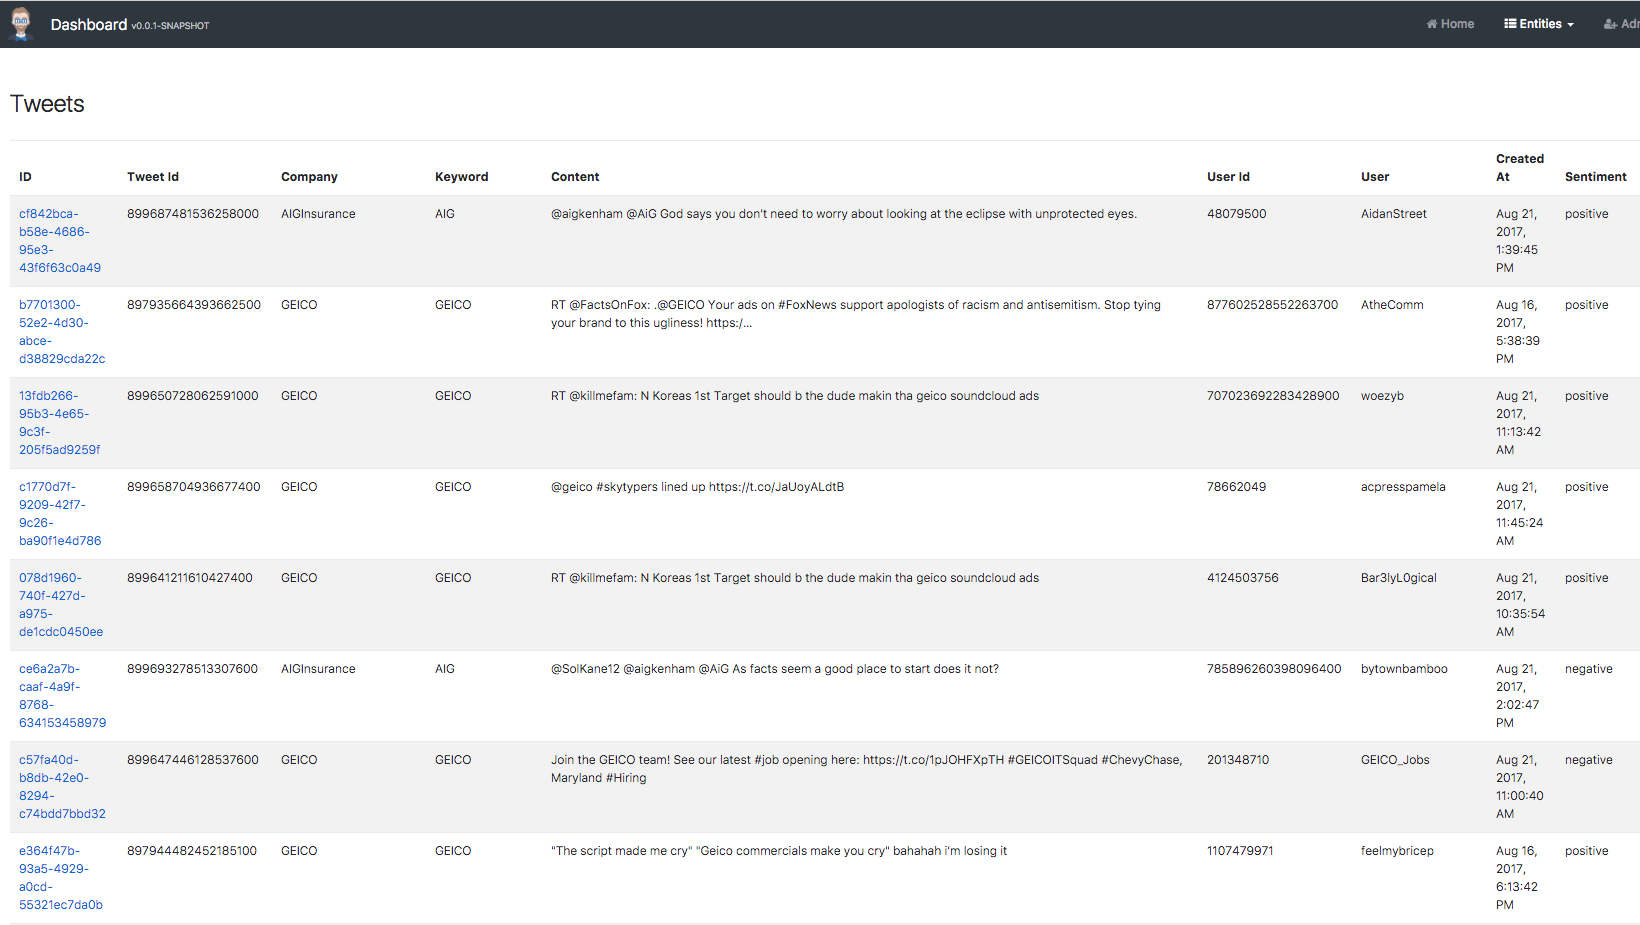 Dashboard v0.0.1-SNAPSHOT
Home
Entities
Tweets
ID Tweet Id Company Keyword Content User Id User Created At Sentiment
cf842bca-b58e-4686-95e3-43f6f63c0a49 899687481536258000 AIGInsurance AIG @aigkenham @AiG God says you don't need to worry about looking at the eclipse with unprotected eyes. 48079500 AidanStreet Aug 21, 2017, 1:39:45 PM positive
b7701300-52e2-4d30-abce-d38829cda22c 897935664393662500 GEICO GEICO RT @FactsOnFox: .@GEICO Your ads on #FoxNews support apologists of racism and antisemitism. Stop tying your brand to this ugliness! https:/... 877602528552263700 AtheComm Aug 16, 2017, 5:38:39 PM positive
13fdb266-95b3-4e65-9c3f-205f5ad9259f 899650728062591000 GEICO GEICO RT @killmefam: N Koreas 1st Target should b the dude makin tha geico soundcloud ads 707023692283428900 woezyb Aug 21, 2017, 11:13:42 AM positive
c1770d7f-9209-42f7-9c26-ba90f1e4d786 899658704936677400 GEICO GEICO @geico #skytypers lined up https://t.co/JaUoyALdtB 78662049 acpresspamela Aug 21, 2017, 11:45:24 AM positive
078d1960-740f-427d-a975-de1cdc0450ee 899641211610427400 GEICO GEICO RT @killmefam: N Koreas 1st Target should b the dude makin tha geico soundcloud ads 4124503756 Bar3lyL0gical Aug 21, 2017, 10:35:54 AM positive
ce6a2a7b-caaf-4a9f-8768-634153458979 899693278513307600 AIGInsurance AIG @SolKane12 @aigkenham @AiG As facts seem a good place to start does it not? 785896260398096400 bytownbamboo Aug 21, 2017, 2:02:47 PM negative
c57fa40d-b8db-42e0-8294-c74bdd7bbd32 899647446128537600 GEICO GEICO Join the GEICO team! See our latest #job opening here: https://t.co/1pJOHFXpTH #GEICOITSquad #ChevyChase, Maryland #Hiring 201348710 GEICO_Jobs Aug 21, 2017, 11:00:40 AM negative
e364f47b-93a5-4929-a0cd-55321ec7da0b 897944482452185100 GEICO GEICO "The script made me cry" "Geico commercials make you cry" bahahah i'm losing it 1107479971 feelmybricep Aug 16, 2017, 6:13:42 PM positive